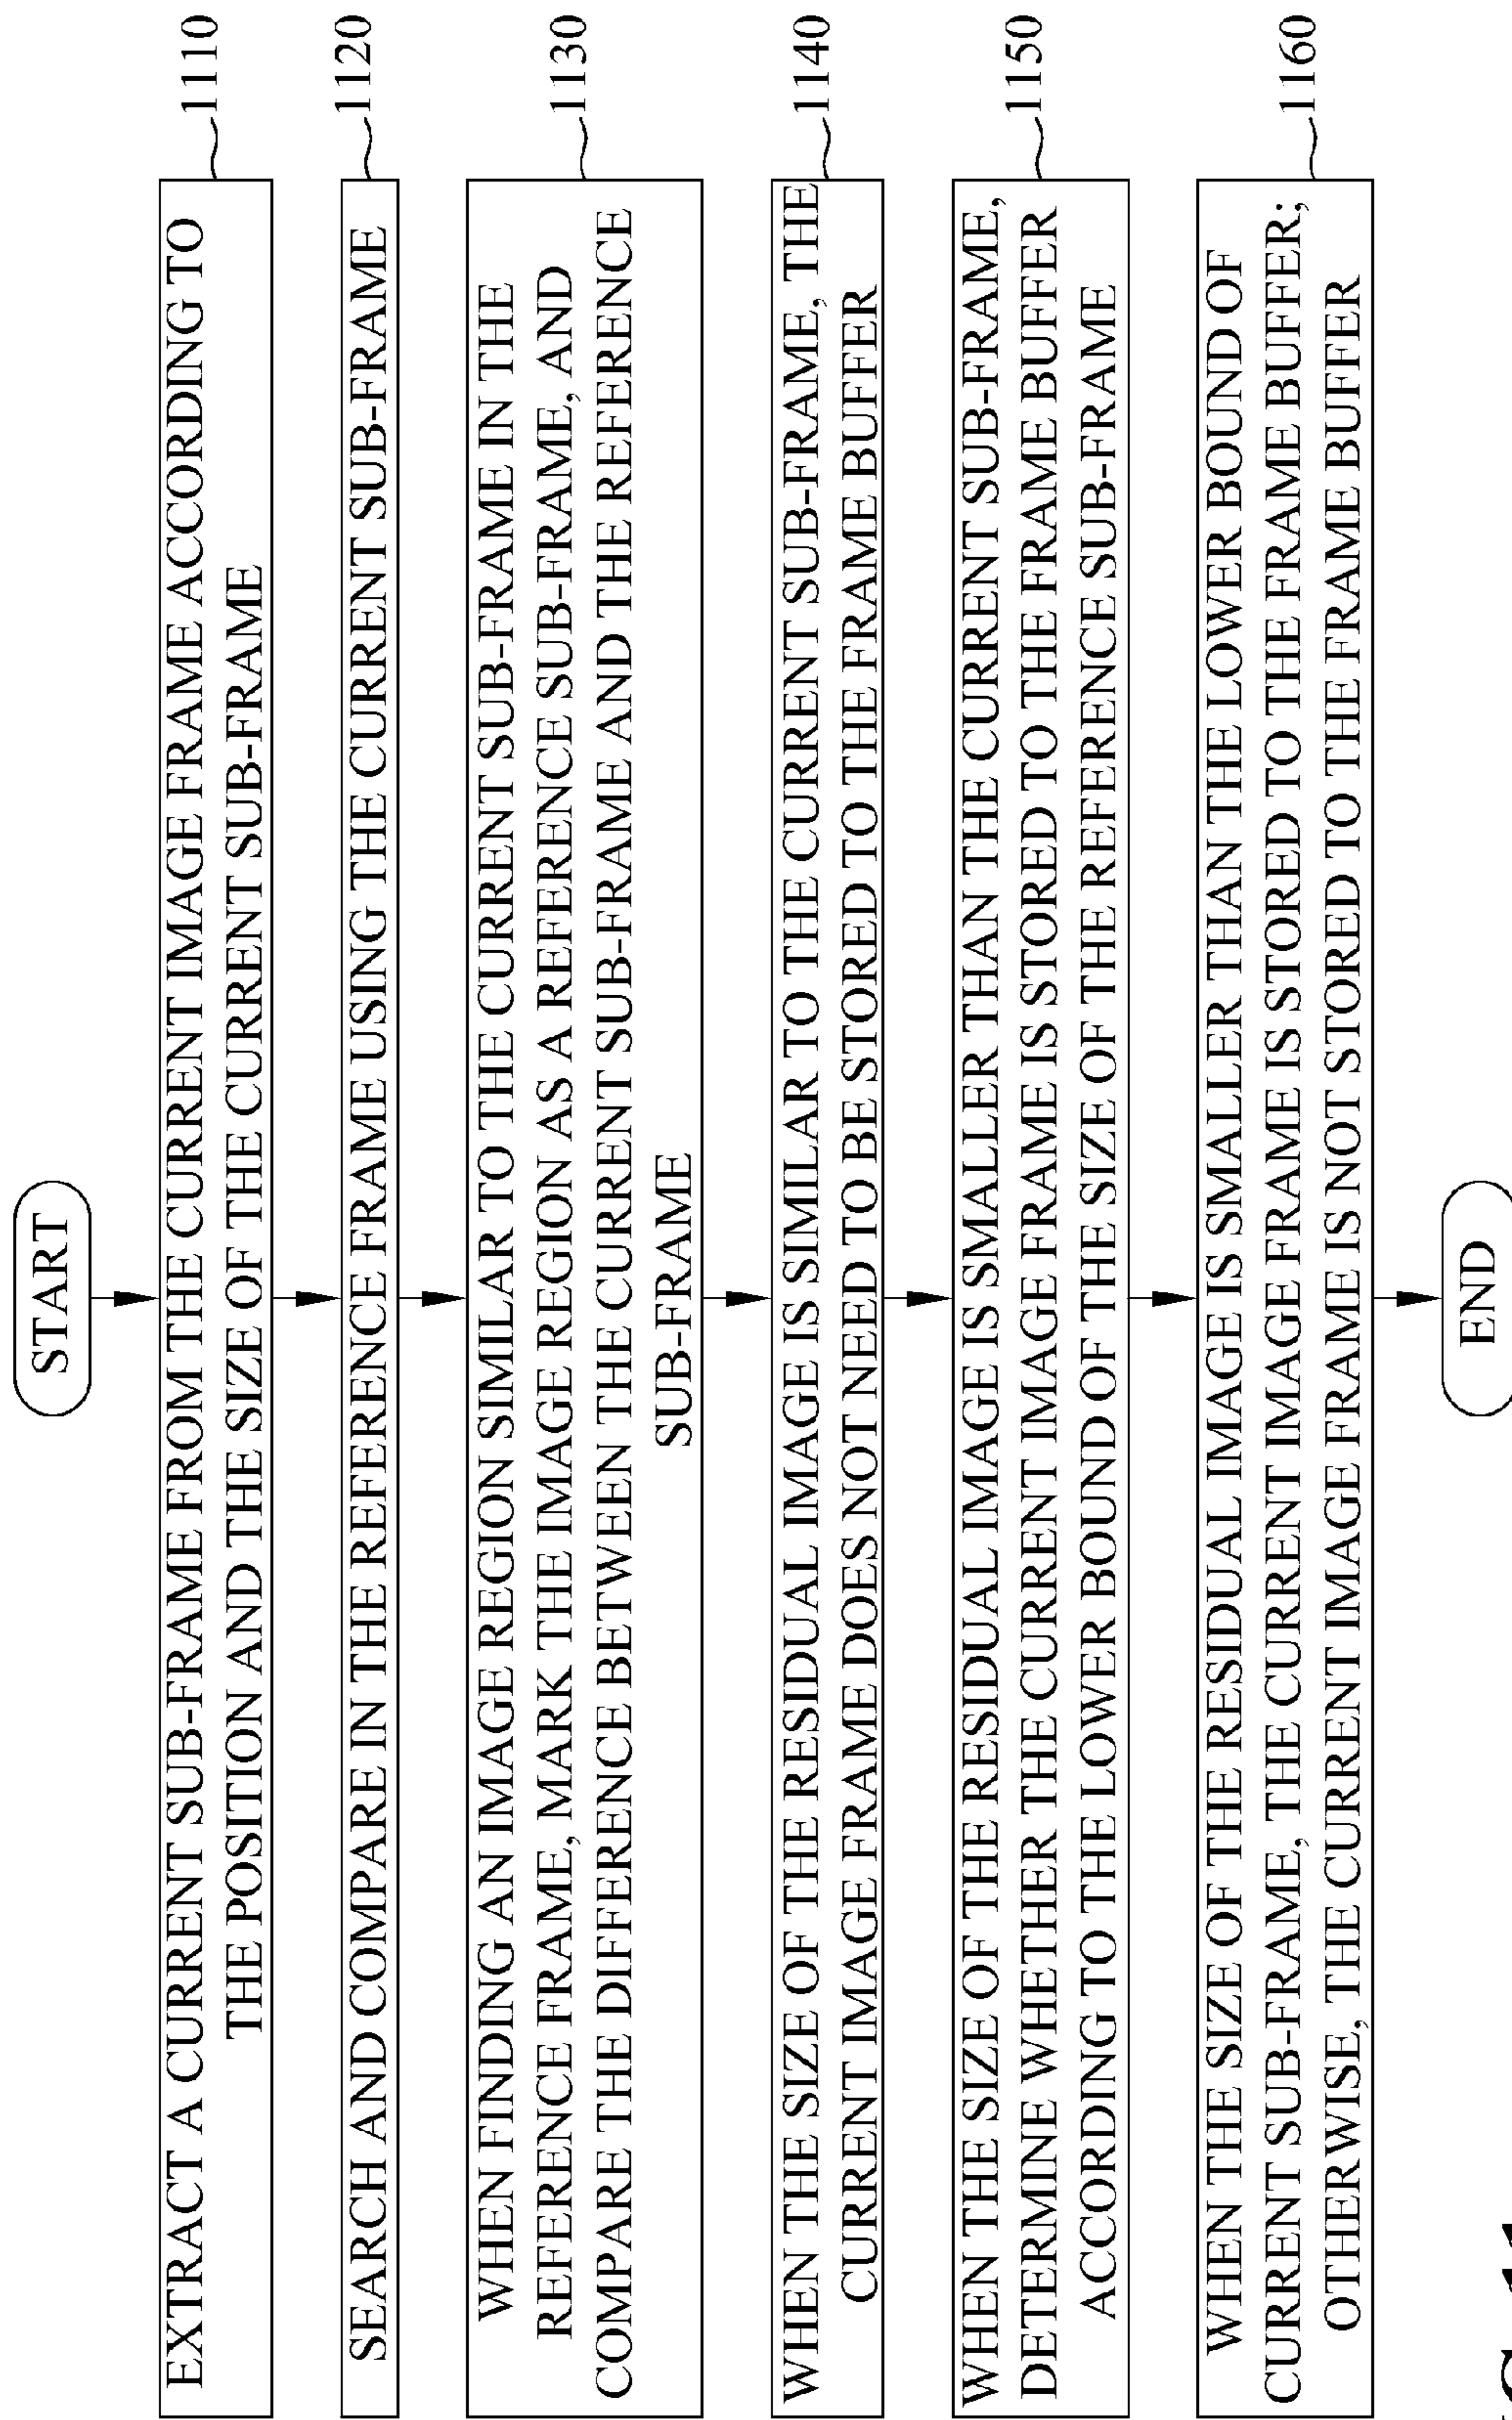 START
EXTRACT A CURRENT SUB-FRAME FROM THE CURRENT IMAGE FRAME ACCORDING TO
THE POSITION AND THE SIZE OF THE CURRENT SUB-FRAME
1110
SEARCH AND COMPARE IN THE REFERENCE FRAME USING THE CURRENT SUB-FRAME
1120
WHEN FINDING AN IMAGE REGION SIMILAR TO THE CURRENT SUB-FRAME IN THE
REFERENCE FRAME, MARK THE IMAGE REGION AS A REFERENCE SUB-FRAME, AND
COMPARE THE DIFFERENCE BETWEEN THE CURRENT SUB-FRAME AND THE REFERENCE
SUB-FRAME
1130
WHEN THE SIZE OF THE RESIDUAL IMAGE IS SIMILAR TO THE CURRENT SUB-FRAME, THE
CURRENT IMAGE FRAME DOES NOT NEED TO BE STORED TO THE FRAME BUFFER
1140
WHEN THE SIZE OF THE RESIDUAL IMAGE IS SMALLER THAN THE CURRENT SUB-FRAME,
DETERMINE WHETHER THE CURRENT IMAGE FRAME IS STORED TO THE FRAME BUFFER
ACCORDING TO THE LOWER BOUND OF THE SIZE OF THE REFERENCE SUB-FRAME
1150
WHEN THE SIZE OF THE RESIDUAL IMAGE IS SMALLER THAN THE LOWER BOUND OF
CURRENT SUB-FRAME, THE CURRENT IMAGE FRAME IS STORED TO THE FRAME BUFFER;
OTHERWISE, THE CURRENT IMAGE FRAME IS NOT STORED TO THE FRAME BUFFER
1160
END